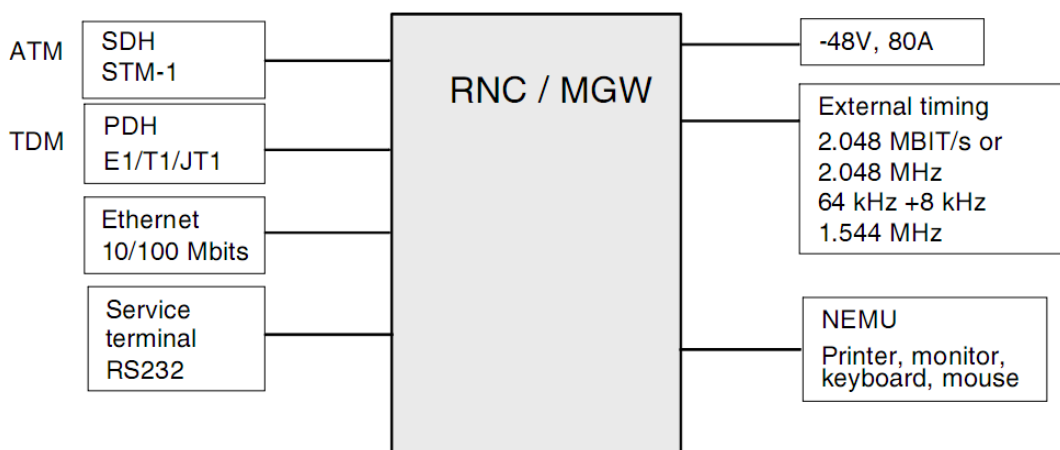 ATM
SDH
STM-1
TDM
PDH
E1/T1/JT1
Ethernet
10/100 Mbits
Service
terminal
RS232
RNC / MGW
-48V, 80A
External timing
2.048 MBIT/s or
2.048 MHz
64 kHz +8 kHz
1.544 MHz
NEMU
Printer, monitor,
keyboard, mouse